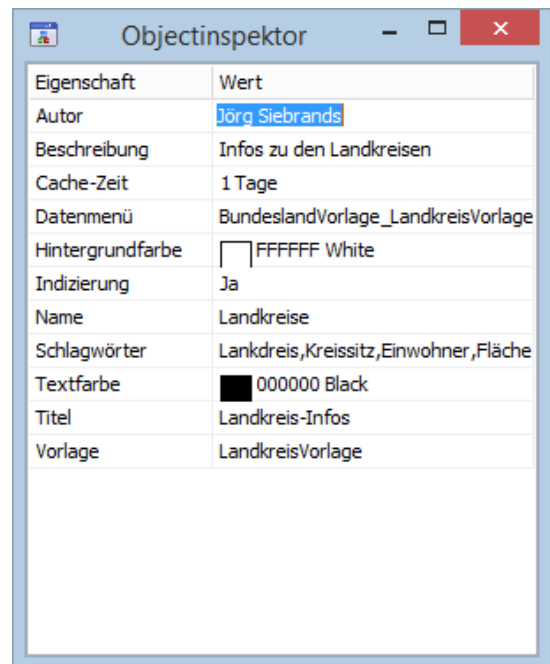 Objectinspektor
Eigenschaft Wert
Autor Jörg Siebrands
Beschreibung Infos zu den Landkreisen
Cache-Zeit 1 Tage
Datenmenü BundeslandVorlage_LandkreisVorlage
Hintergrundfarbe FFFFFF White
Indizierung Ja
Name Landkreise
Schlagwörter Lankdreis,Kreissitz,Einwohner,Fläche
Textfarbe 000000 Black
Titel Landkreis-Infos
Vorlage LandkreisVorlage